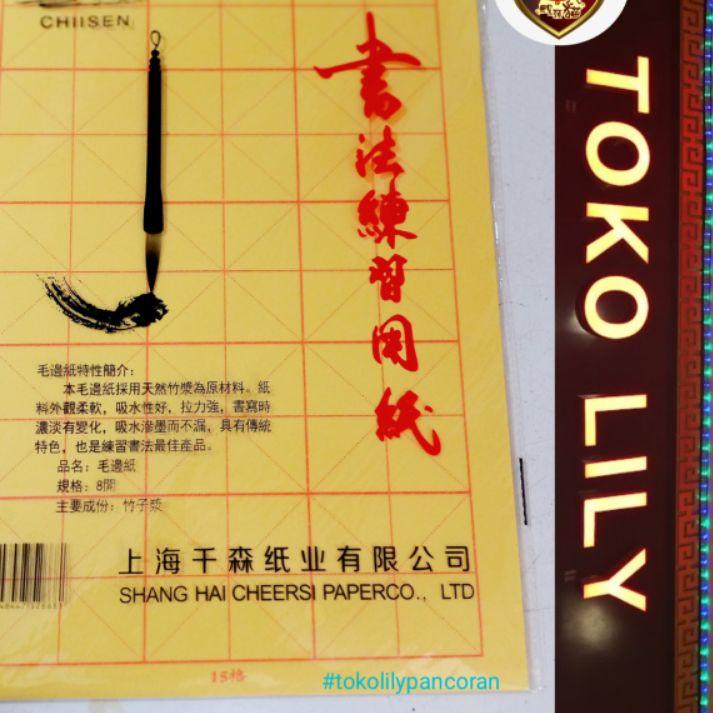 CHIISEN
書法練習用紙
毛邊紙特性簡介：
本毛邊紙採用天然竹漿為原材料。紙
料外觀柔軟，吸水性好，拉力強，書寫時
濃淡有變化，吸水滲墨而不漏，具有傳統
特色，也是練習書法最佳產品。
品名：毛邊紙
規格：8開
主要成份：竹子漿
上海千森纸业有限公司
SHANG HAI CHEERSI PAPERCO., LTD
15格
#tokolilypancoran
TOKO LILY